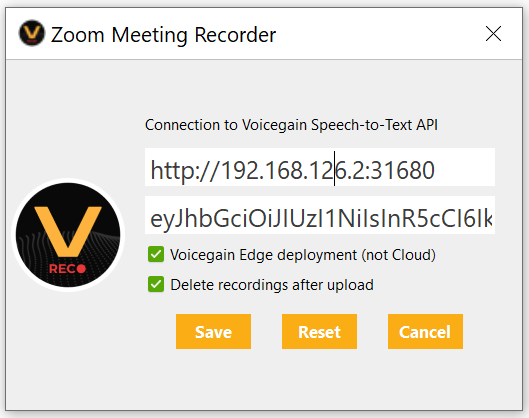 Zoom Meeting Recorder
Connection to Voicegain Speech-to-Text API
http://192.168.126.2:31680
eyJhbGciOiJIUzI1NiIsInR5cCI6Ik
V
REC
Voicegain Edge deployment (not Cloud)
Delete recordings after upload
Save Reset Cancel